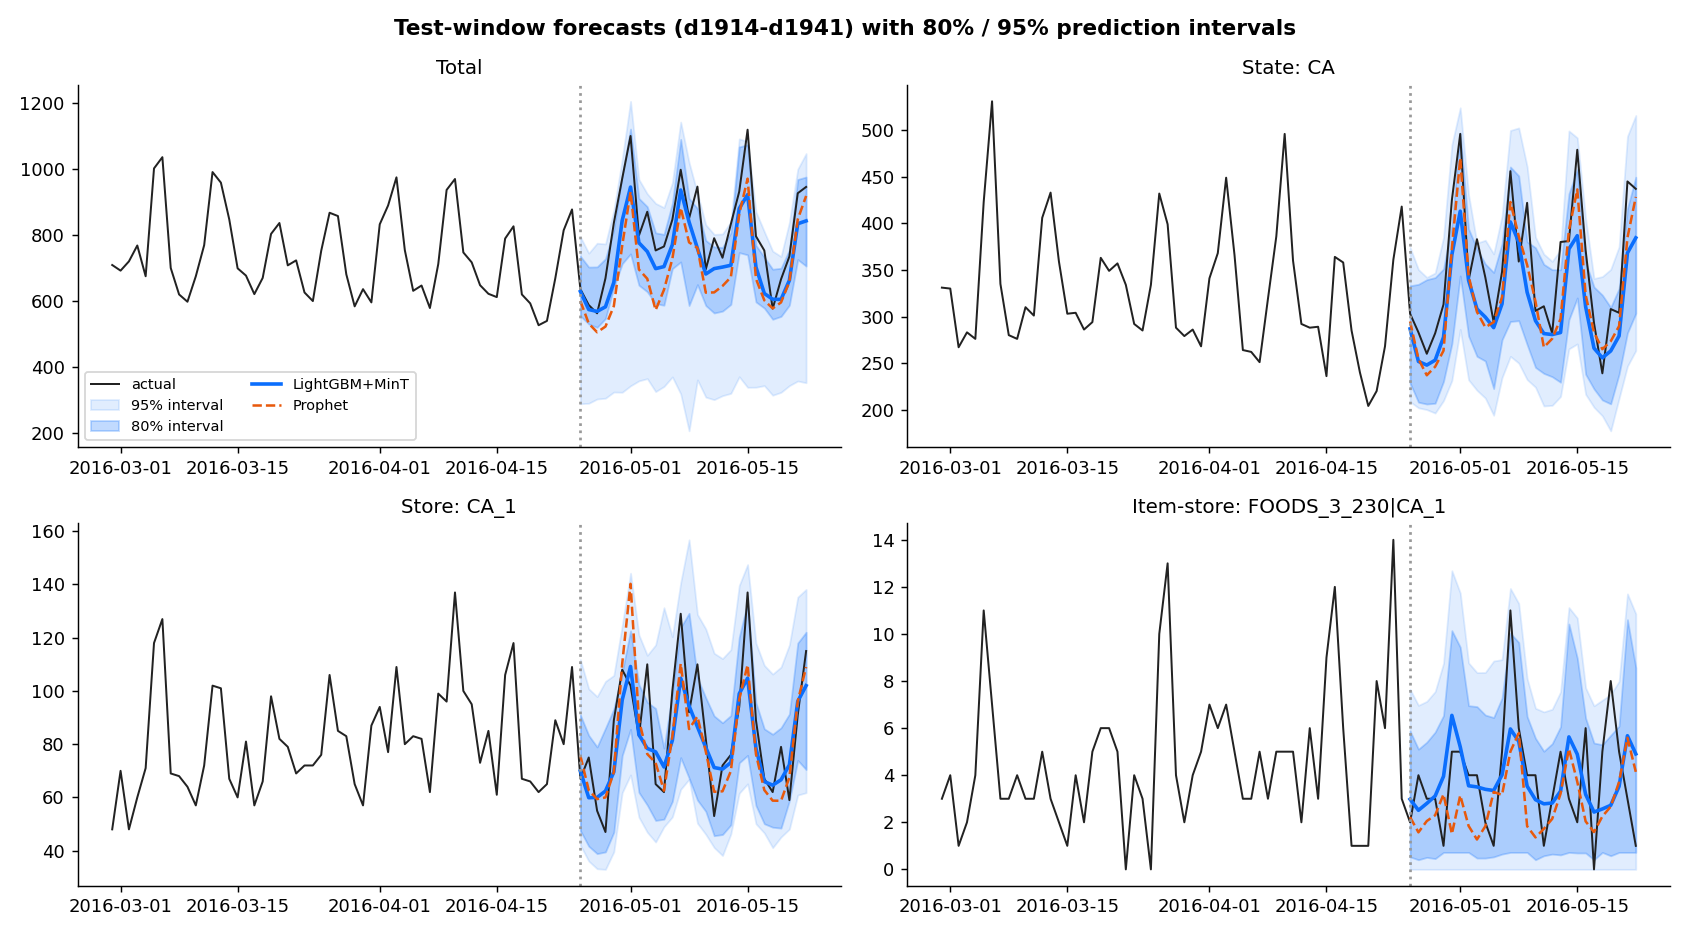 Test-window forecasts (d1914-d1941) with 80% / 95% prediction intervals
Total
1200
1000
800
600
400
200
actual
95% interval
80% interval
LightGBM+MinT
Prophet
2016-03-01 2016-03-15 2016-04-01 2016-04-15 2016-05-01 2016-05-15
State: CA
500
450
400
350
300
250
200
2016-03-01 2016-03-15 2016-04-01 2016-04-15 2016-05-01 2016-05-15
Store: CA_1
160
140
120
100
80
60
40
2016-03-01 2016-03-15 2016-04-01 2016-04-15 2016-05-01 2016-05-15
Item-store: FOODS_3_230|CA_1
14
12
10
8
6
4
2
0
2016-03-01 2016-03-15 2016-04-01 2016-04-15 2016-05-01 2016-05-15